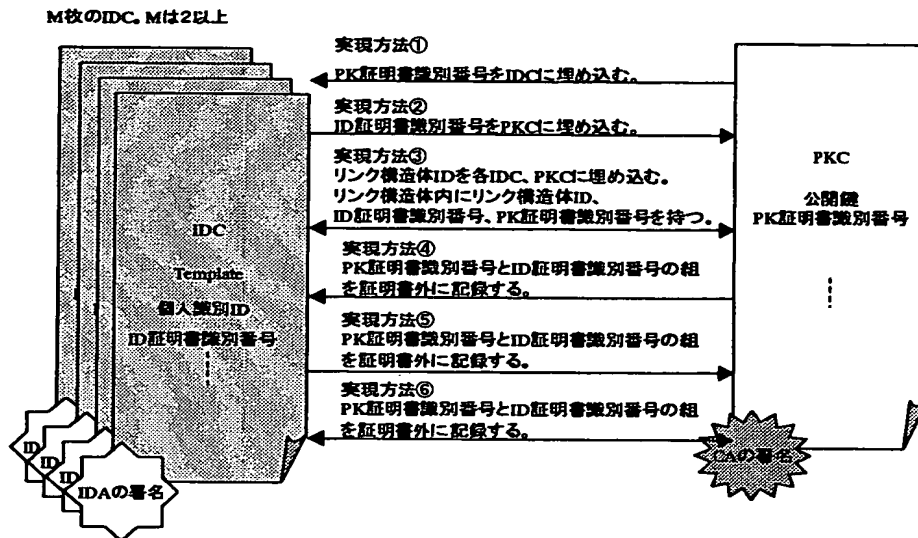 M枚のIDC。Mは2以上
実現方法①
PK証明書識別番号をIDCに埋め込む。
実現方法②
ID証明書識別番号をPKCに埋め込む。
実現方法③
リンク構造体IDを各IDC、PKCに埋め込む。
リンク構造体内にリンク構造体ID、
ID証明書識別番号、PK証明書識別番号を持つ。
実現方法④
PK証明書識別番号とID証明書識別番号の組
を証明書外に記録する。
実現方法⑤
PK証明書識別番号とID証明書識別番号の組
を証明書外に記録する。
実現方法⑥
PK証明書識別番号とID証明書識別番号の組
を証明書外に記録する。
IDC
Template
個人識別ID
ID証明書識別番号
ID
ID
ID
IDAの署名
PKC
公開鍵
PK証明書識別番号
CAの署名